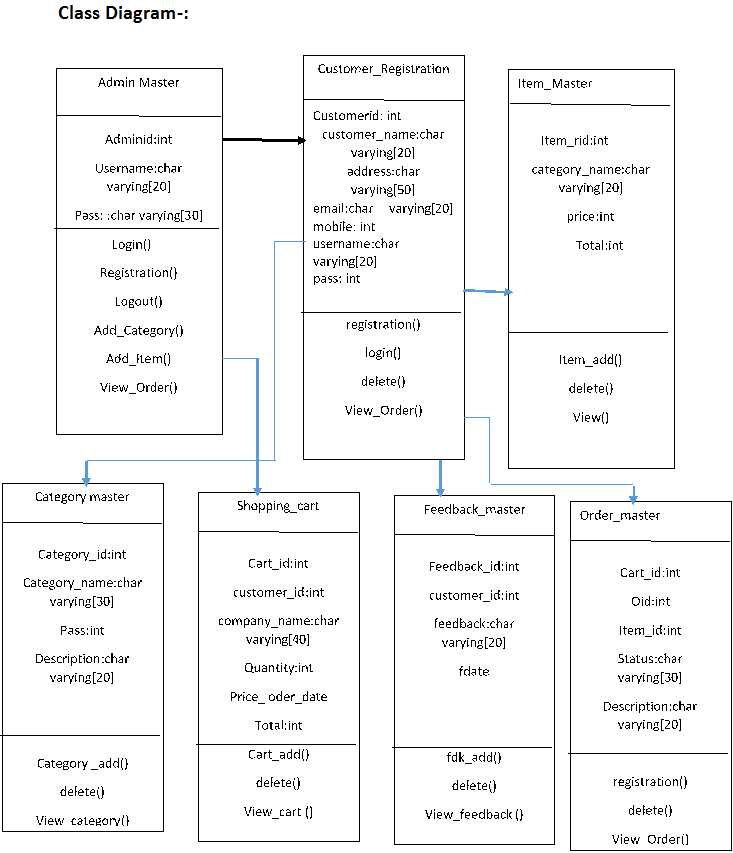 Class Diagram-:
Admin Master
Adminid:int
Username:char
varying[20]
Pass: :char varying[30]
Login()
Registration()
Logout()
Add_Category()
Add_Item()
View_Order()
Customer_Registration
Customerid: int
customer_name:char
varying[20]
address:char
varying[50]
email:char varying[20]
mobile: int
username:char
varying[20]
pass: int
registration()
login()
delete()
View_Order()
Item_Master
Item_rid:int
category_name:char
varying[20]
price:int
Total:int
Item_add()
delete()
View()
Category master
Category_id:int
Category_name:char
varying[30]
Pass:int
Description:char
varying[20]
Category _add()
delete()
View_category()
Shopping_cart
Cart_id:int
customer_id:int
company_name:char
varying[40]
Quantity:int
Price_oder_date
Total:int
Cart_add()
delete()
View_cart ()
Feedback_master
Feedback_id:int
customer_id:int
feedback:char
varying[20]
fdate
fdk_add()
delete()
View_feedback ()
Order_master
Cart_id:int
Oid:int
Item_id:int
Status:char
varying[30]
Description:char
varying[20]
registration()
delete()
View_Order()